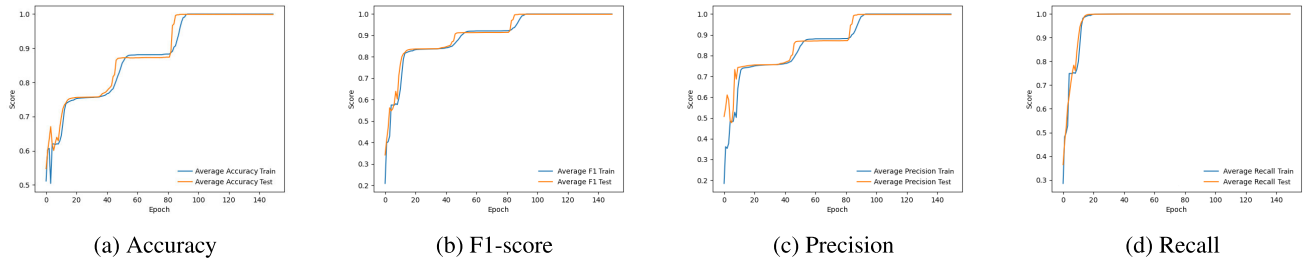 1.0
0.9
0.8
0.7
0.6
0.5
Score
0 20 40 60 80 100 120 140
Epoch
Average Accuracy Train
Average Accuracy Test
(a) Accuracy
1.0
0.9
0.8
0.7
0.6
0.5
0.4
0.3
0.2
Score
0 20 40 60 80 100 120 140
Epoch
Average F1 Train
Average F1 Test
(b) F1-score
1.0
0.9
0.8
0.7
0.6
0.5
0.4
0.3
0.2
Score
0 20 40 60 80 100 120 140
Epoch
Average Precision Train
Average Precision Test
(c) Precision
1.0
0.9
0.8
0.7
0.6
0.5
0.4
0.3
Score
0 20 40 60 80 100 120 140
Epoch
Average Recall Train
Average Recall Test
(d) Recall